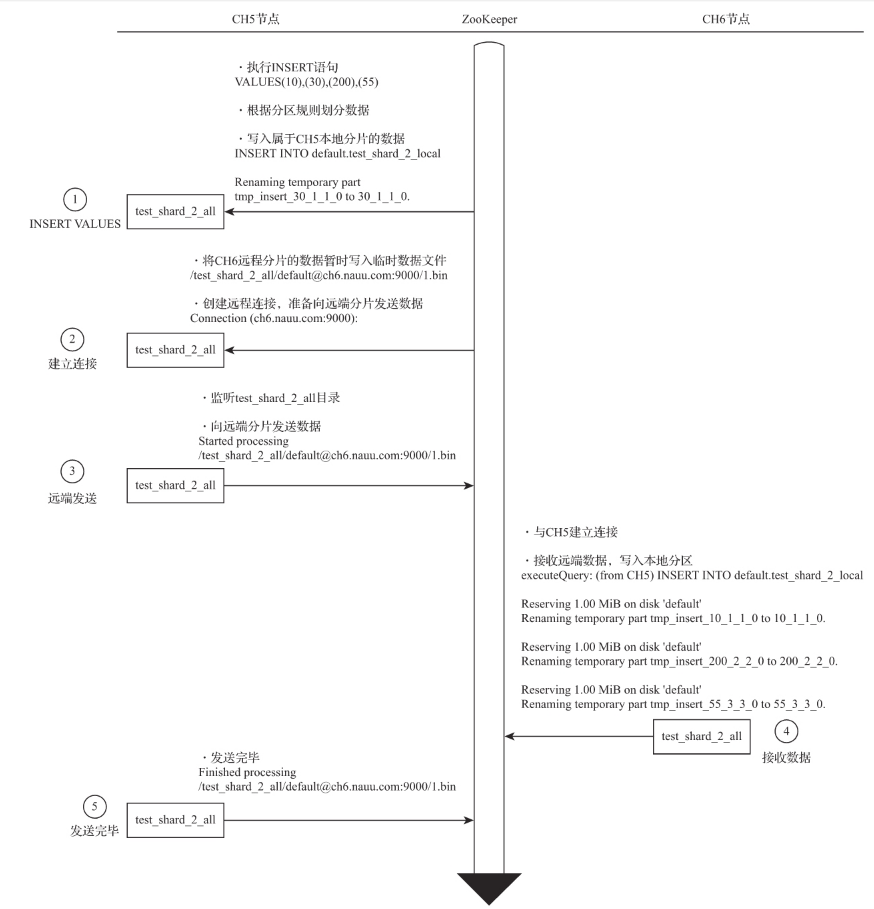 CH5节点
ZooKeeper
CH6节点
·执行INSERT语句
VALUES(10),(30),(200),(55)
·根据分区规则划分数据
·写入属于CH5本地分片的数据
INSERT INTO default.test_shard_2_local
Renaming temporary part
tmp_insert_30_1_1_0 to 30_1_1_0.
1
INSERT VALUES
test_shard_2_all
·将CH6远程分片的数据暂时写入临时数据文件
/test_shard_2_all/default@ch6.nauu.com:9000/1.bin
·创建远程连接，准备向远端分片发送数据
Connection (ch6.nauu.com:9000):
2
建立连接
test_shard_2_all
·监听test_shard_2_all目录
·向远端分片发送数据
Started processing
/test_shard_2_all/default@ch6.nauu.com:9000/1.bin
3
远端发送
test_shard_2_all
·与CH5建立连接
·接收远端数据，写入本地分区
executeQuery: (from CH5) INSERT INTO default.test_shard_2_local
Reserving 1.00 MiB on disk 'default'
Renaming temporary part tmp_insert_10_1_1_0 to 10_1_1_0.
Reserving 1.00 MiB on disk 'default'
Renaming temporary part tmp_insert_200_2_2_0 to 200_2_2_0.
Reserving 1.00 MiB on disk 'default'
Renaming temporary part tmp_insert_55_3_3_0 to 55_3_3_0.
test_shard_2_all
4
接收数据
·发送完毕
Finished processing
/test_shard_2_all/default@ch6.nauu.com:9000/1.bin
5
发送完毕
test_shard_2_all